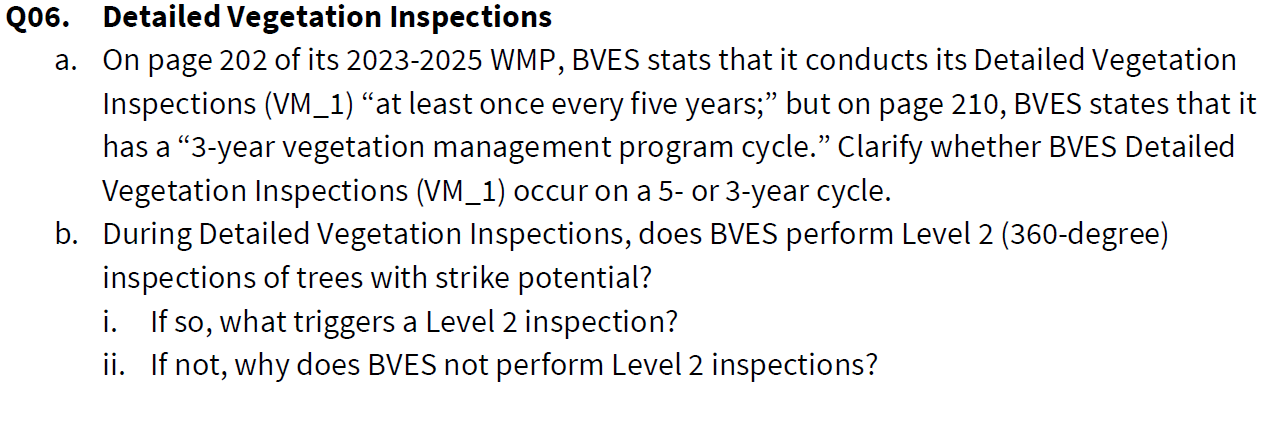 Q06. Detailed Vegetation Inspections
a. On page 202 of its 2023-2025 WMP, BVES stats that it conducts its Detailed Vegetation
Inspections (VM_1) “at least once every five years;” but on page 210, BVES states that it
has a “3-year vegetation management program cycle.” Clarify whether BVES Detailed
Vegetation Inspections (VM_1) occur on a 5- or 3-year cycle.
b. During Detailed Vegetation Inspections, does BVES perform Level 2 (360-degree)
inspections of trees with strike potential?
i. If so, what triggers a Level 2 inspection?
ii. If not, why does BVES not perform Level 2 inspections?